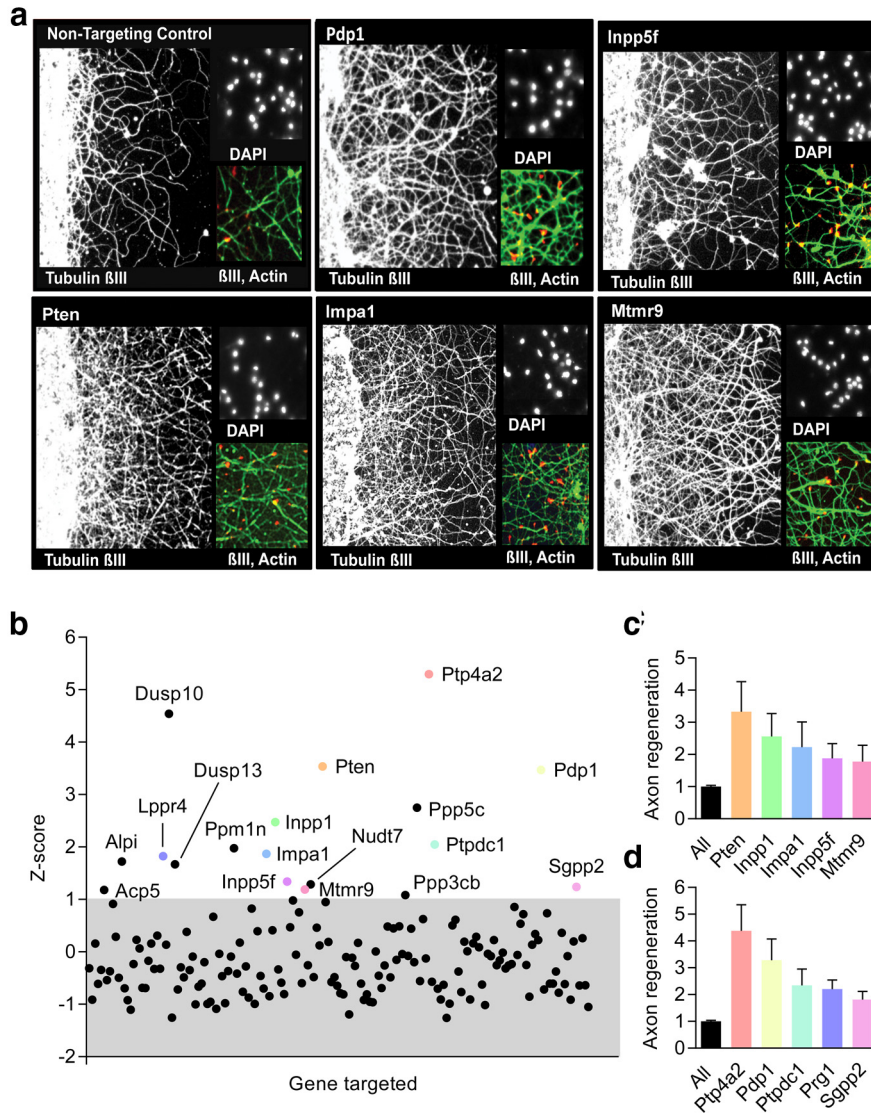 a
Non-Targeting Control
DAPI
Tubulin ßIII
ßIII, Actin
Pdp1
DAPI
Tubulin ßIII
ßIII, Actin
Inpp5f
DAPI
Tubulin ßIII
ßIII, Actin
Pten
DAPI
Tubulin ßIII
ßIII, Actin
Impa1
DAPI
Tubulin ßIII
ßIII, Actin
Mtmr9
DAPI
Tubulin ßIII
ßIII, Actin
b
Z-score
6
5
4
3
2
1
0
-1
-2
Ptp4a2
Dusp10
Dusp13
Pten
Pdp1
Lppr4
Ppp5c
Ppm1n
Inpp1
Nudt7
Ptpdc1
Alpi
Impa1
Sgpp2
Acp5
Inpp5f
Mtmr9
Ppp3cb
Gene targeted
c
Axon regeneration
5
4
3
2
1
0
All
Pten
Inpp1
Impa1
Inpp5f
Mtmr9
d
Axon regeneration
6
5
4
3
2
1
0
All
Ptp4a2
Pdp1
Ptpdc1
Prg1
Sgpp2